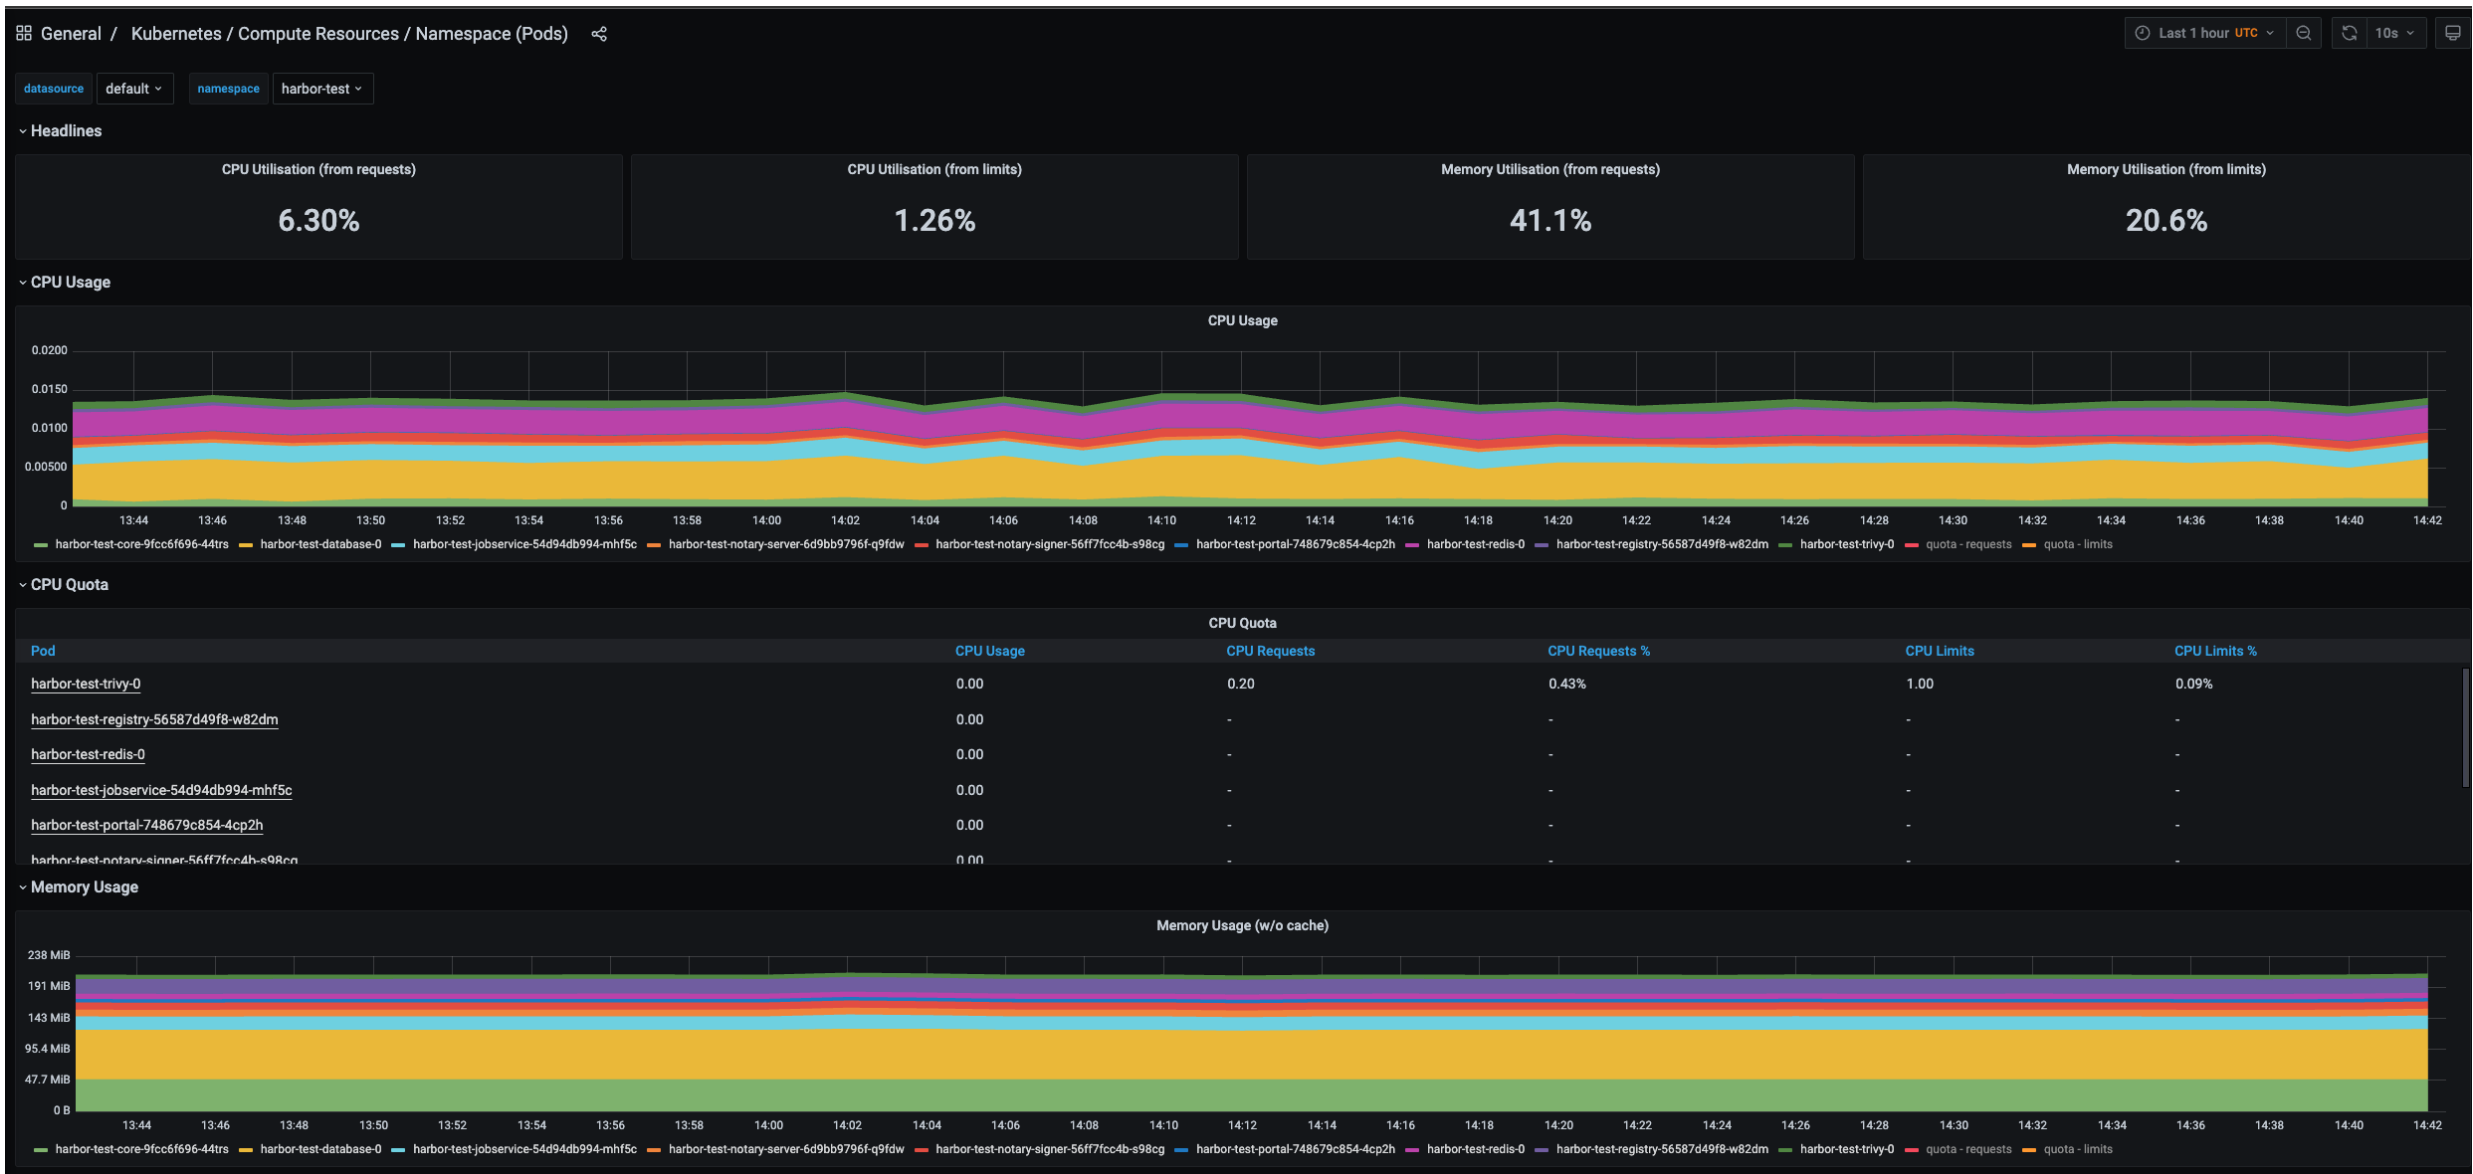 General / Kubernetes / Compute Resources / Namespace (Pods)
Last 1 hour UTC
10s
datasource default namespace harbor-test
Headlines
CPU Utilisation (from requests) CPU Utilisation (from limits) Memory Utilisation (from requests) Memory Utilisation (from limits)
6.30% 1.26% 41.1% 20.6%
CPU Usage
CPU Usage
0.0200
0.0150
0.0100
0.00500
0
13:44 13:46 13:48 13:50 13:52 13:54 13:56 13:58 14:00 14:02 14:04 14:06 14:08 14:10 14:12 14:14 14:16 14:18 14:20 14:22 14:24 14:26 14:28 14:30 14:32 14:34 14:36 14:38 14:40 14:42
harbor-test-core-9fcc6f696-44trs harbor-test-database-0 harbor-test-jobservice-54d94db994-mhf5c harbor-test-notary-server-6d9bb9796f-q9fdw harbor-test-notary-signer-56ff7fcc4b-s98cg harbor-test-portal-748679c854-4cp2h harbor-test-redis-0 harbor-test-registry-56587d49f8-w82dm harbor-test-trivy-0 quota - requests quota - limits
CPU Quota
CPU Quota
Pod CPU Usage CPU Requests CPU Requests % CPU Limits CPU Limits %
harbor-test-trivy-0 0.00 0.20 0.43% 1.00 0.09%
harbor-test-registry-56587d49f8-w82dm 0.00 - - - -
harbor-test-redis-0 0.00 - - - -
harbor-test-jobservice-54d94db994-mhf5c 0.00 - - - -
harbor-test-portal-748679c854-4cp2h 0.00 - - - -
harbor-test-notary-signer-56ff7fcc4b-s98cg 0.00 - - - -
Memory Usage
Memory Usage (w/o cache)
238 MiB
191 MiB
143 MiB
95.4 MiB
47.7 MiB
0 B
13:44 13:46 13:48 13:50 13:52 13:54 13:56 13:58 14:00 14:02 14:04 14:06 14:08 14:10 14:12 14:14 14:16 14:18 14:20 14:22 14:24 14:26 14:28 14:30 14:32 14:34 14:36 14:38 14:40 14:42
harbor-test-core-9fcc6f696-44trs harbor-test-database-0 harbor-test-jobservice-54d94db994-mhf5c harbor-test-notary-server-6d9bb9796f-q9fdw harbor-test-notary-signer-56ff7fcc4b-s98cg harbor-test-portal-748679c854-4cp2h harbor-test-redis-0 harbor-test-registry-56587d49f8-w82dm harbor-test-trivy-0 quota - requests quota - limits